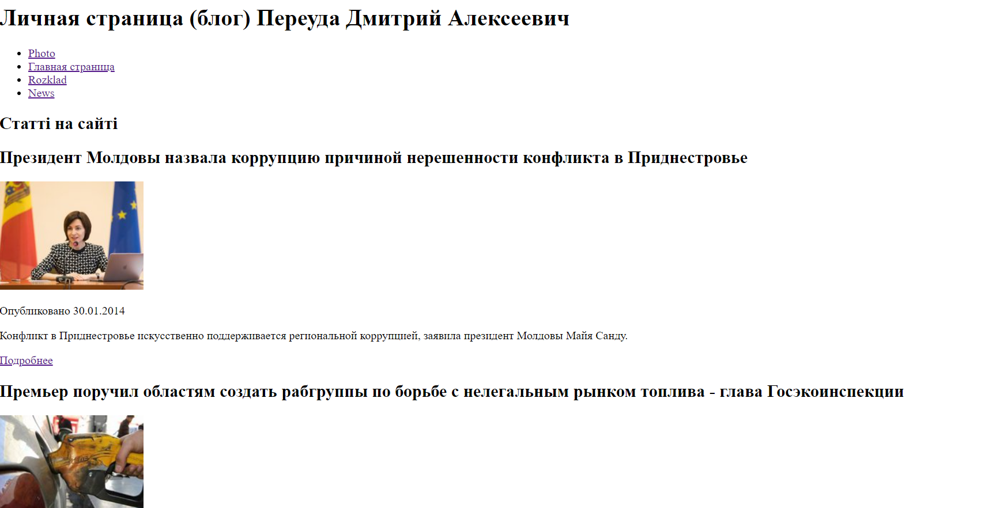 Личная страница (блог) Переуда Дмитрий Алексеевич
Photo
Главная страница
Rozklad
News
Статті на сайті
Президент Молдовы назвала коррупцию причиной нерешенности конфликта в Приднестровье
Опубликовано 30.01.2014
Конфликт в Приднестровье искусственно поддерживается региональной коррупцией, заявила президент Молдовы Майя Санду.
Подробнее
Премьер поручил областям создать рабгруппы по борьбе с нелегальным рынком топлива - глава Госэкоинспекции